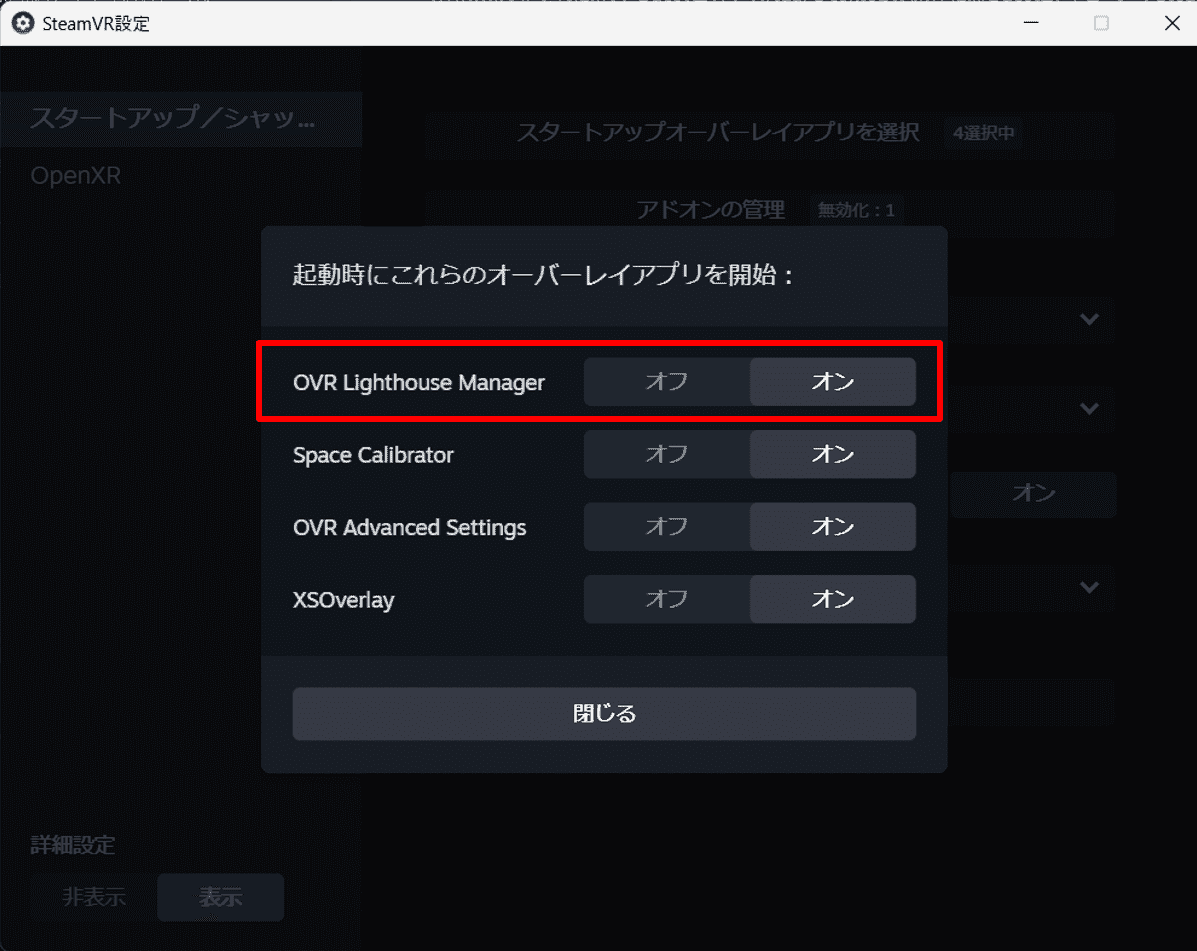 SteamVR設定
スタートアップ／シャッ...
OpenXR
スタートアップオーバーレイアプリを選択 4選択中
アドオンの管理 無効化：1
起動時にこれらのオーバーレイアプリを開始：
OVR Lighthouse Manager オフ オン
Space Calibrator オフ オン
オン
OVR Advanced Settings オフ オン
XSOverlay オフ オン
閉じる
詳細設定
非表示 表示